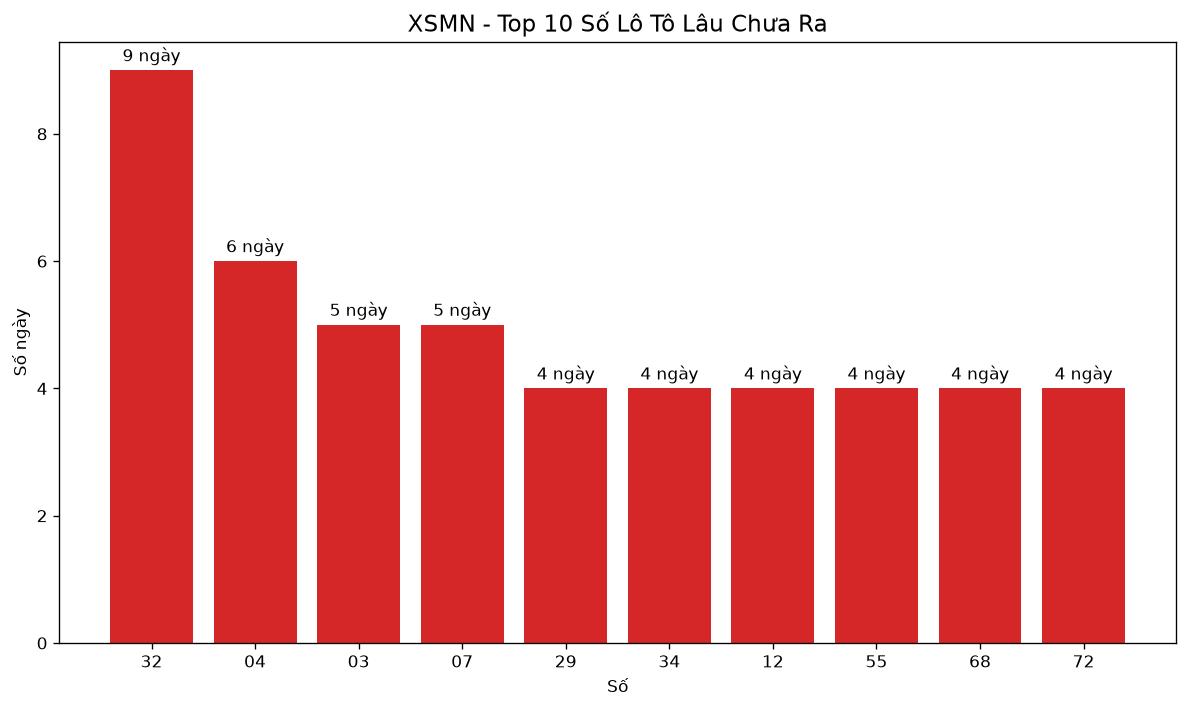 XSMN - Top 10 Số Lô Tô Lâu Chưa Ra
9 ngày
6 ngày
5 ngày
5 ngày
4 ngày
4 ngày
4 ngày
4 ngày
4 ngày
4 ngày
Số ngày
8
6
4
2
0
32
04
03
07
29
34
12
55
68
72
Số